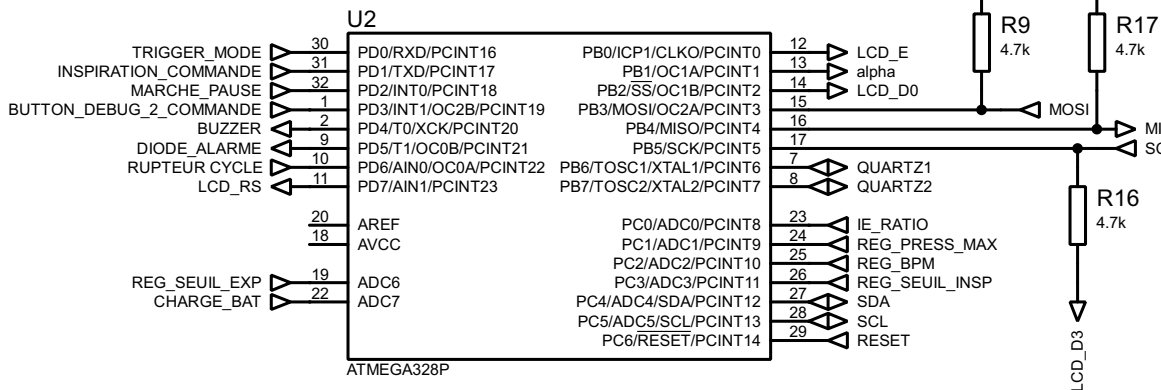 U2
R9
4.7k
R17
4.7k
TRIGGER_MODE 30 PD0/RXD/PCINT16 PB0/ICP1/CLKO/PCINT0 12 LCD_E
INSPIRATION_COMMANDE 31 PD1/TXD/PCINT17 PB1/OC1A/PCINT1 13 alpha
MARCHE_PAUSE 32 PD2/INT0/PCINT18 PB2/SS/OC1B/PCINT2 14 LCD_D0
BUTTON_DEBUG_2_COMMANDE 1 PD3/INT1/OC2B/PCINT19 PB3/MOSI/OC2A/PCINT3 15 MOSI
BUZZER 2 PD4/T0/XCK/PCINT20 PB4/MISO/PCINT4 16
DIODE_ALARME 9 PD5/T1/OC0B/PCINT21 PB5/SCK/PCINT5 17
RUPTEUR CYCLE 10 PD6/AIN0/OC0A/PCINT22 PB6/TOSC1/XTAL1/PCINT6 7 QUARTZ1
LCD_RS 11 PD7/AIN1/PCINT23 PB7/TOSC2/XTAL2/PCINT7 8 QUARTZ2
R16
4.7k
20 AREF PC0/ADC0/PCINT8 23 IE_RATIO
18 AVCC PC1/ADC1/PCINT9 24 REG_PRESS_MAX
PC2/ADC2/PCINT10 25 REG_BPM
REG_SEUIL_EXP 19 ADC6 PC3/ADC3/PCINT11 26 REG_SEUIL_INSP
CHARGE_BAT 22 ADC7 PC4/ADC4/SDA/PCINT12 27 SDA
PC5/ADC5/SCL/PCINT13 28 SCL
PC6/RESET/PCINT14 29 RESET
LCD_D3
ATMEGA328P